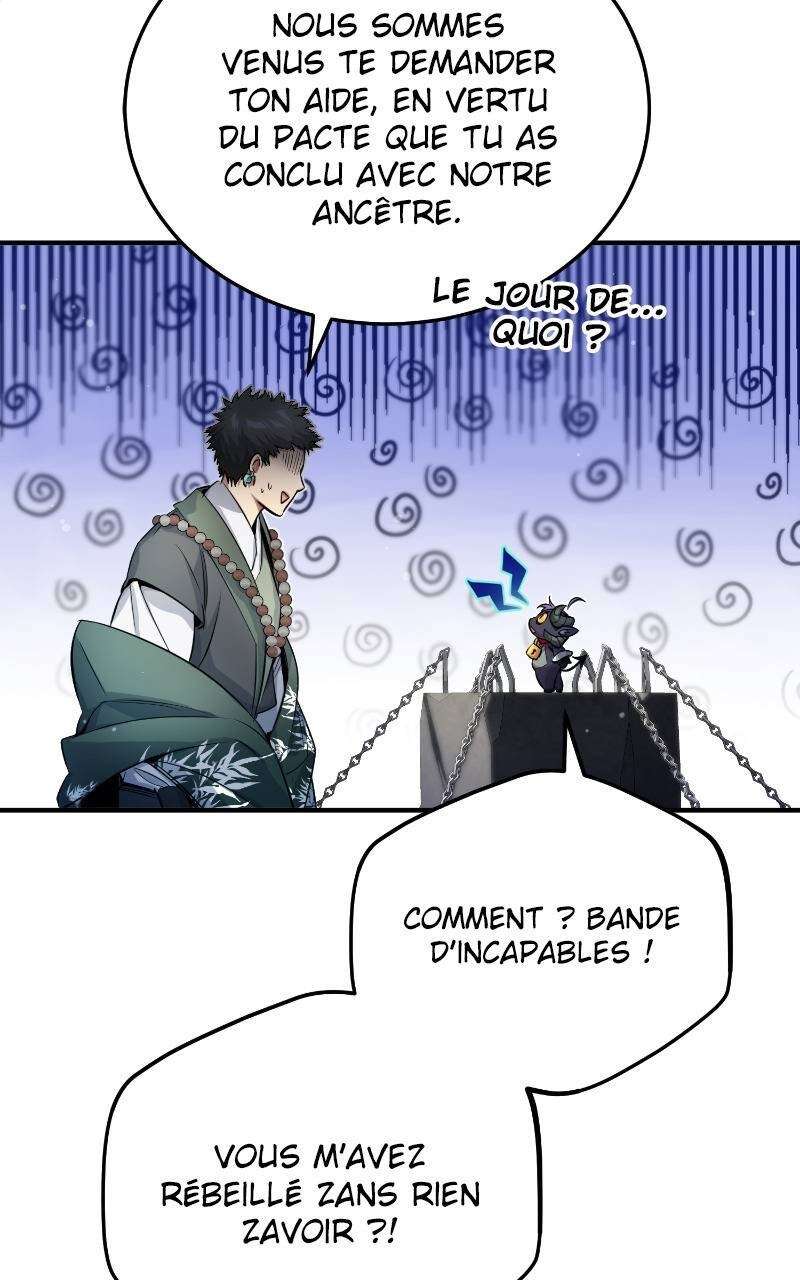 NOUS SOMMES
VENUS TE DEMANDER
TON AIDE, EN VERTU
DU PACTE QUE TU AS
CONCLU AVEC NOTRE
ANCÊTRE.
LE JOUR DE...
QUOI ?
COMMENT ? BANDE
D'INCAPABLES !
VOUS M'AVEZ
RÉBEILLÉ ZANS RIEN
ZAVOIR ?!